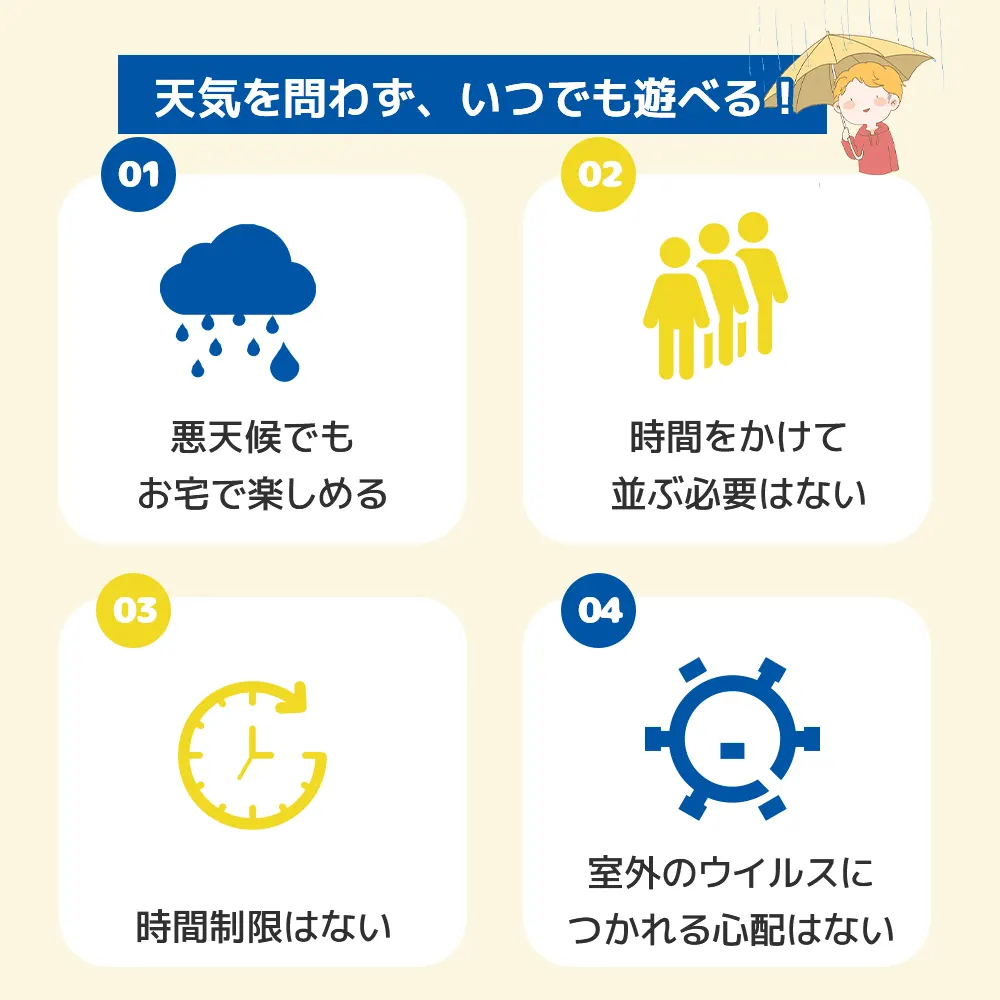 天気を問わず、いつでも遊べる！
01
悪天候でも
お宅で楽しめる
02
時間をかけて
並ぶ必要はない
03
時間制限はない
04
室外のウイルスに
つかれる心配はない